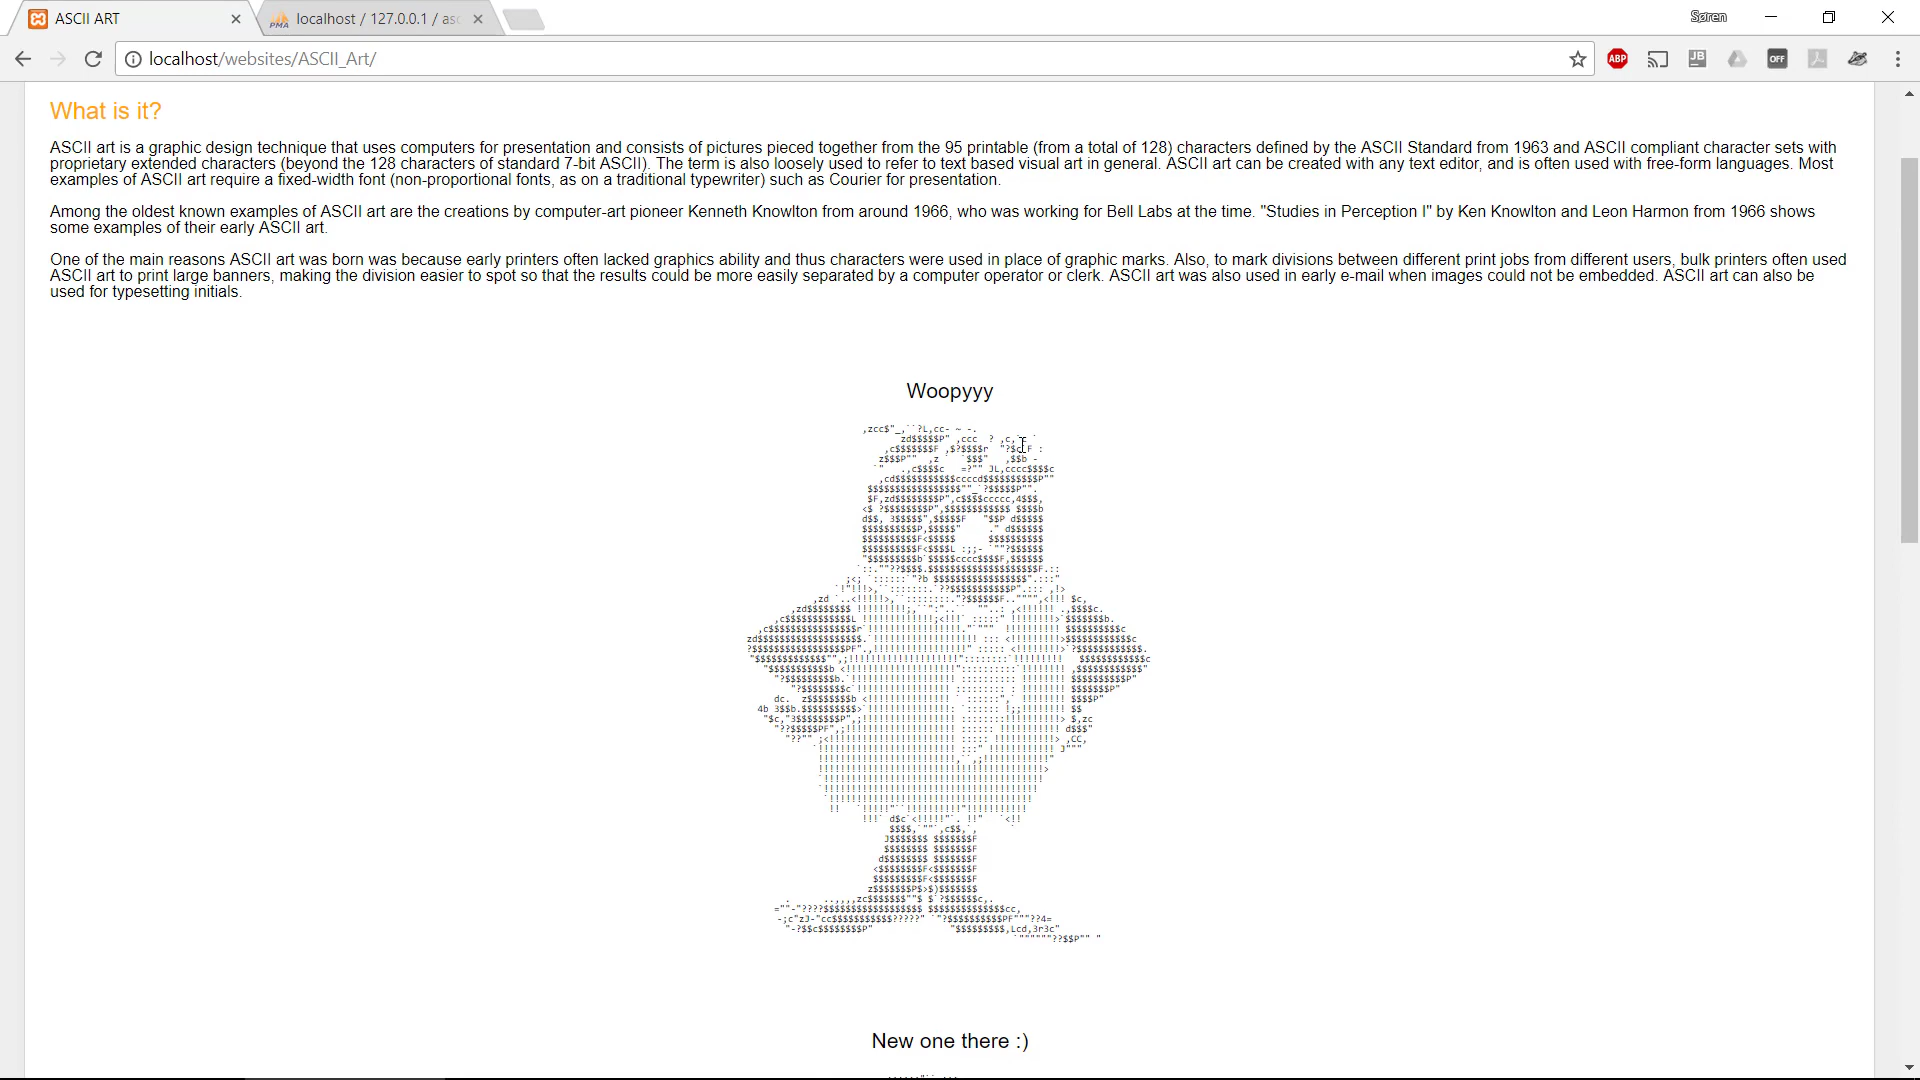 ASCII ART
localhost / 127.0.0.1 / asc
Søren
localhost/websites/ASCII_Art/
ABP
JB
OFF
What is it?
ASCII art is a graphic design technique that uses computers for presentation and consists of pictures pieced together from the 95 printable (from a total of 128) characters defined by the ASCII Standard from 1963 and ASCII compliant character sets with
proprietary extended characters (beyond the 128 characters of standard 7-bit ASCII). The term is also loosely used to refer to text based visual art in general. ASCII art can be created with any text editor, and is often used with free-form languages. Most
examples of ASCII art require a fixed-width font (non-proportional fonts, as on a traditional typewriter) such as Courier for presentation.
Among the oldest known examples of ASCII art are the creations by computer-art pioneer Kenneth Knowlton from around 1966, who was working for Bell Labs at the time. "Studies in Perception I" by Ken Knowlton and Leon Harmon from 1966 shows
some examples of their early ASCII art.
One of the main reasons ASCII art was born was because early printers often lacked graphics ability and thus characters were used in place of graphic marks. Also, to mark divisions between different print jobs from different users, bulk printers often used
ASCII art to print large banners, making the division easier to spot so that the results could be more easily separated by a computer operator or clerk. ASCII art was also used in early e-mail when images could not be embedded. ASCII art can also be
used for typesetting initials.
Woopyyy
New one there :)